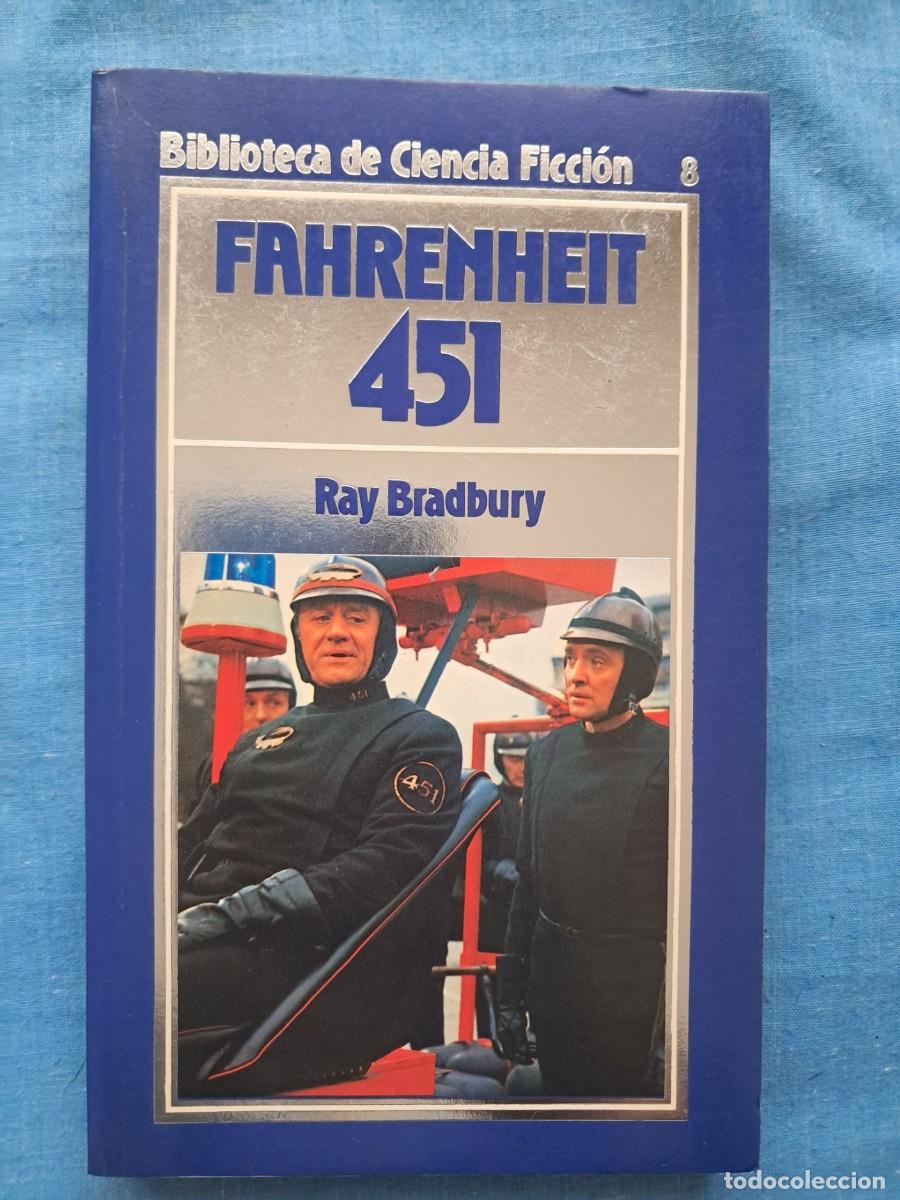 Biblioteca de Ciencia Ficción 8
FAHRENHEIT
451
Ray Bradbury
451
451
todocoleccion